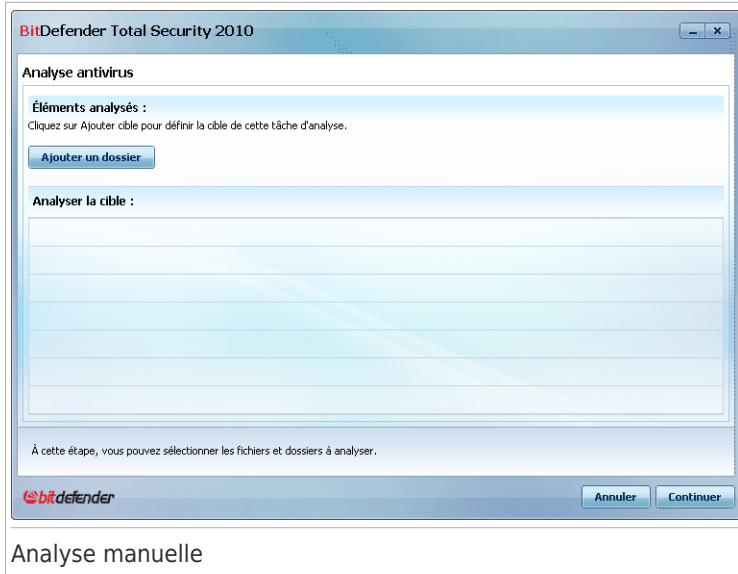 BitDefender Total Security 2010
Analyse antivirus
Éléments analysés :
Cliquez sur Ajouter cible pour définir la cible de cette tâche d'analyse.
Ajouter un dossier
Analyser la cible :
À cette étape, vous pouvez sélectionner les fichiers et dossiers à analyser.
bitdefender
Annuler
Continuer
Analyse manuelle